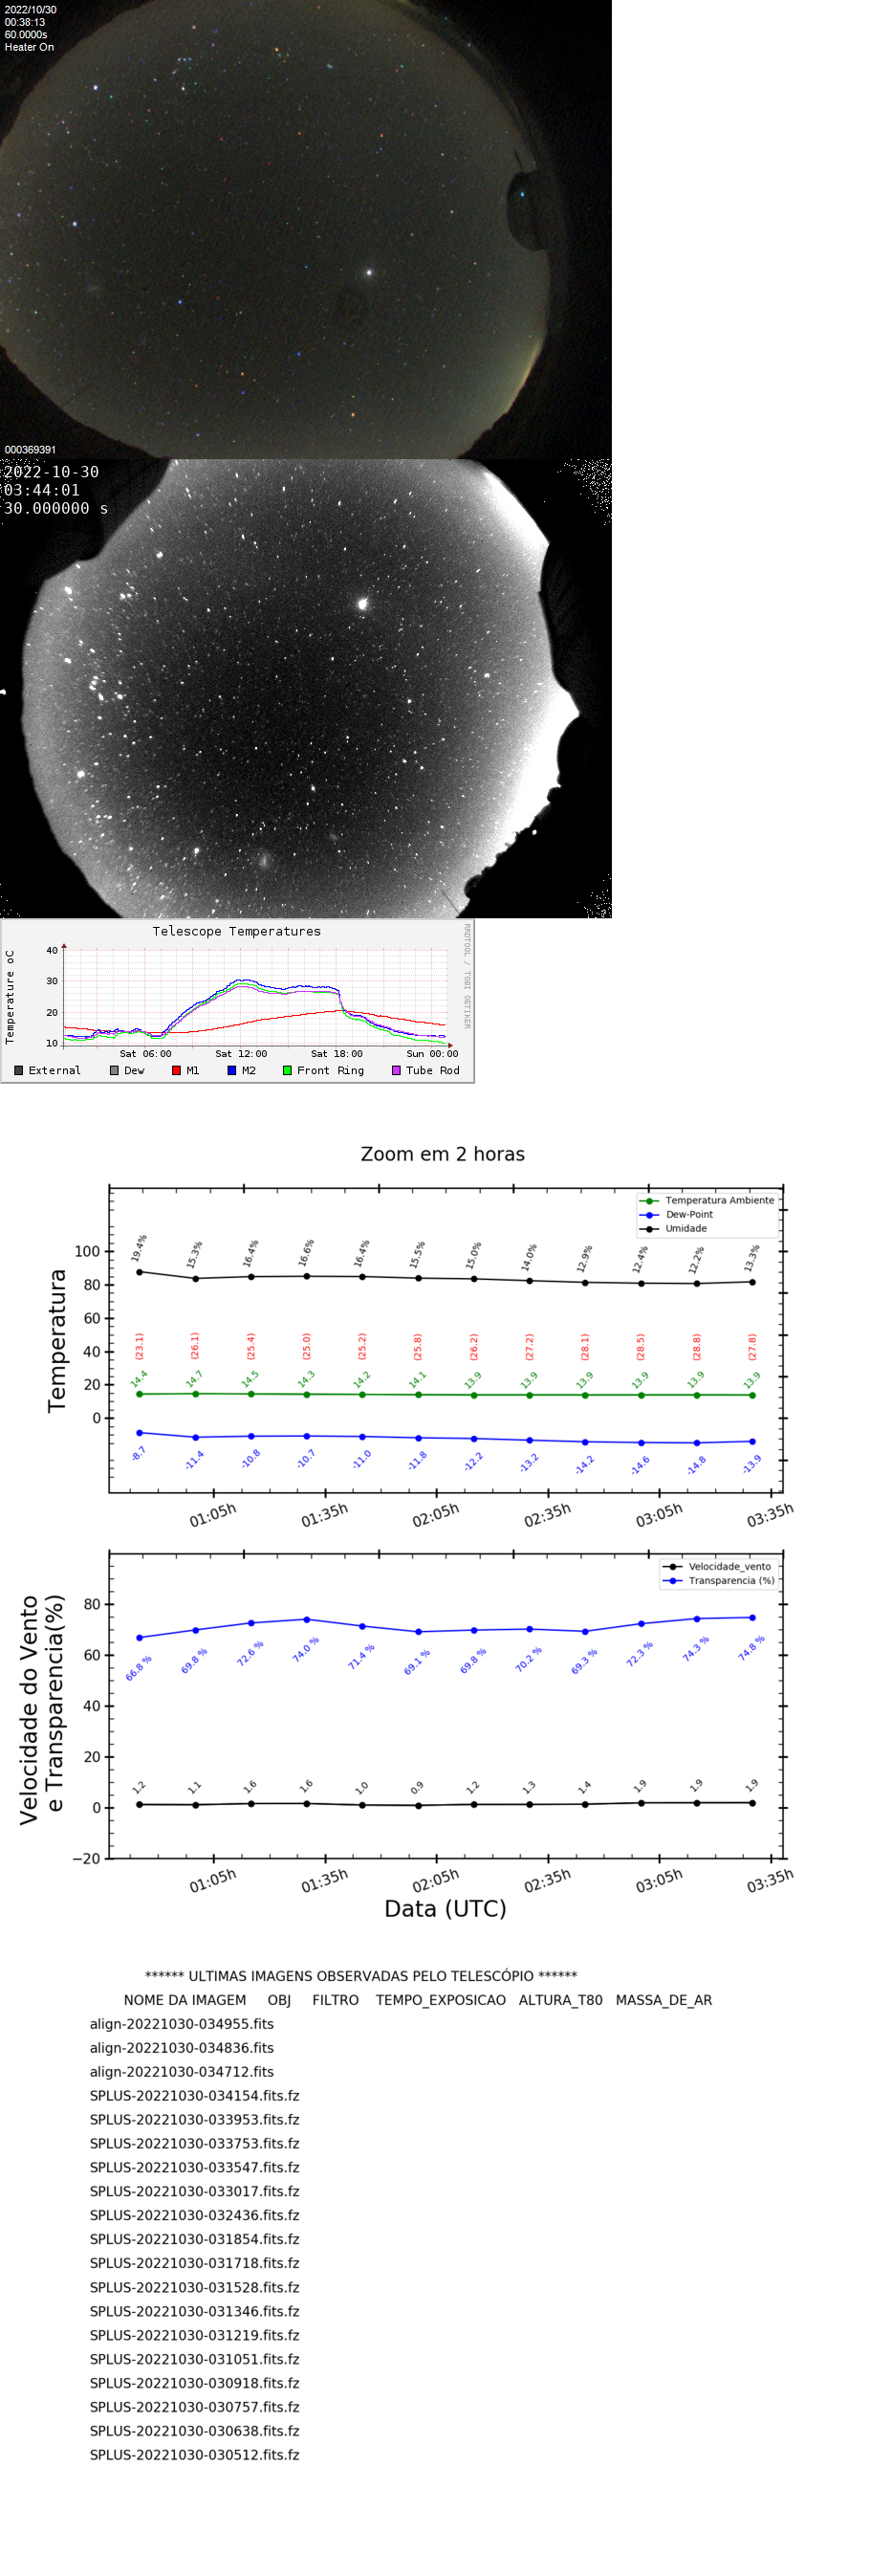 2022/10/30
00:38:13
60.0000s
Heater On
000369391
2022-10-30
03:44:01
30.000000 s
Telescope Temperatures
RRDTOOL / TOBI OETIKER
Temperature oC
40
30
20
10
Sat 06:00 Sat 12:00 Sat 18:00 Sun 00:00
External Dew M1 M2 Front Ring Tube Rod
Zoom em 2 horas
Temperatura Ambiente
Dew-Point
Umidade
Temperatura
100
80
60
40
20
0
19.4% 15.3% 16.4% 16.6% 16.4% 15.5% 15.0% 14.0% 12.9% 12.4% 12.2% 13.3%
(23.1) (26.1) (25.4) (25.0) (25.2) (25.8) (26.2) (27.2) (28.1) (28.5) (28.8) (27.8)
14.4 14.7 14.5 14.3 14.2 14.1 13.9 13.9 13.9 13.9 13.9 13.9
-8.7 -11.4 -10.8 -10.7 -11.0 -11.8 -12.2 -13.2 -14.2 -14.6 -14.8 -13.9
01:05h 01:35h 02:05h 02:35h 03:05h 03:35h
Velocidade_vento
Transparencia (%)
Velocidade do Vento
e Transparencia(%)
80
60
40
20
0
−20
66.8 % 69.8 % 72.6 % 74.0 % 71.4 % 69.1 % 69.8 % 70.2 % 69.3 % 72.3 % 74.3 % 74.8 %
1.2 1.1 1.6 1.6 1.0 0.9 1.2 1.3 1.4 1.9 1.9 1.9
01:05h 01:35h 02:05h 02:35h 03:05h 03:35h
Data (UTC)
****** ULTIMAS IMAGENS OBSERVADAS PELO TELESCÓPIO ******
NOME DA IMAGEM OBJ FILTRO TEMPO_EXPOSICAO ALTURA_T80 MASSA_DE_AR
align-20221030-034955.fits
align-20221030-034836.fits
align-20221030-034712.fits
SPLUS-20221030-034154.fits.fz
SPLUS-20221030-033953.fits.fz
SPLUS-20221030-033753.fits.fz
SPLUS-20221030-033547.fits.fz
SPLUS-20221030-033017.fits.fz
SPLUS-20221030-032436.fits.fz
SPLUS-20221030-031854.fits.fz
SPLUS-20221030-031718.fits.fz
SPLUS-20221030-031528.fits.fz
SPLUS-20221030-031346.fits.fz
SPLUS-20221030-031219.fits.fz
SPLUS-20221030-031051.fits.fz
SPLUS-20221030-030918.fits.fz
SPLUS-20221030-030757.fits.fz
SPLUS-20221030-030638.fits.fz
SPLUS-20221030-030512.fits.fz